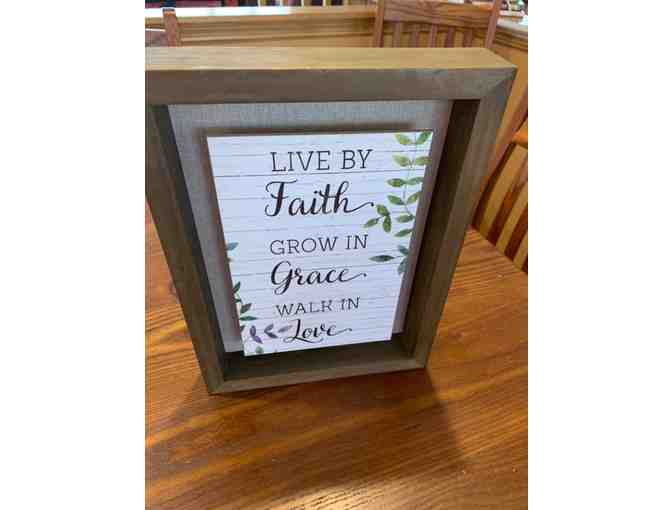 LIVE BY
Faith
GROW IN
Grace
WALK IN
Love